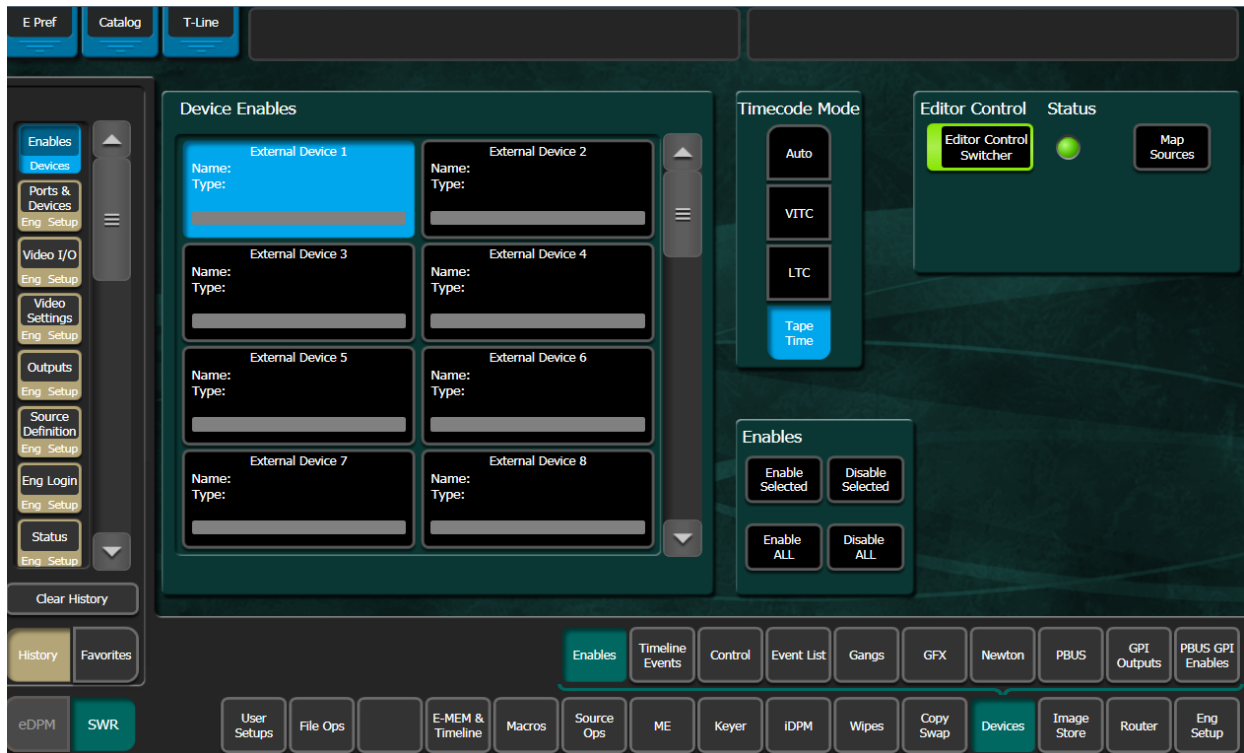 E Pref
Catalog
T-Line
Enables
Devices
Ports &
Devices
Eng Setup
Video I/O
Eng Setup
Video
Settings
Eng Setup
Outputs
Eng Setup
Source
Definition
Eng Setup
Eng Login
Eng Setup
Status
Eng Setup
Clear History
History
Favorites
eDPM
SWR
Device Enables
External Device 1
Name:
Type:
External Device 2
Name:
Type:
External Device 3
Name:
Type:
External Device 4
Name:
Type:
External Device 5
Name:
Type:
External Device 6
Name:
Type:
External Device 7
Name:
Type:
External Device 8
Name:
Type:
Timecode Mode
Auto
VITC
LTC
Tape
Time
Editor Control
Status
Editor Control
Switcher
Map
Sources
Enables
Enable
Selected
Disable
Selected
Enable
ALL
Disable
ALL
Enables
Timeline
Events
Control
Event List
Gangs
GFX
Newton
PBUS
GPI
Outputs
PBUS GPI
Enables
User
Setups
File Ops
E-MEM &
Timeline
Macros
Source
Ops
ME
Keyer
iDPM
Wipes
Copy
Swap
Devices
Image
Store
Router
Eng
Setup